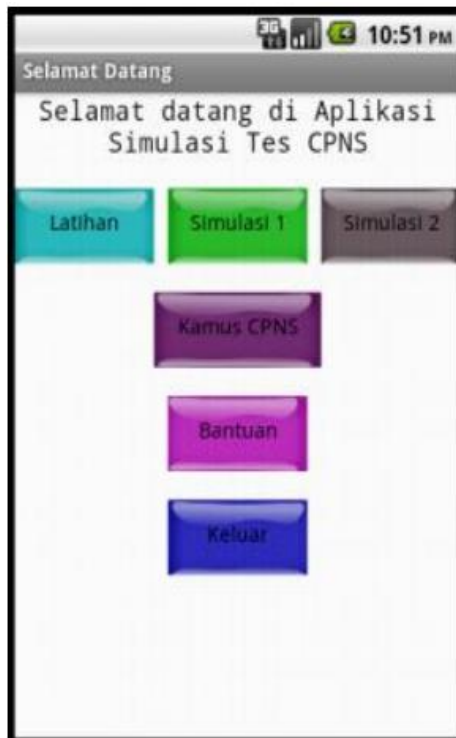 3G
10:51 PM
Selamat Datang
Selamat datang di Aplikasi
Simulasi Tes CPNS
Latihan
Simulasi 1
Simulasi 2
Kamus CPNS
Bantuan
Keluar